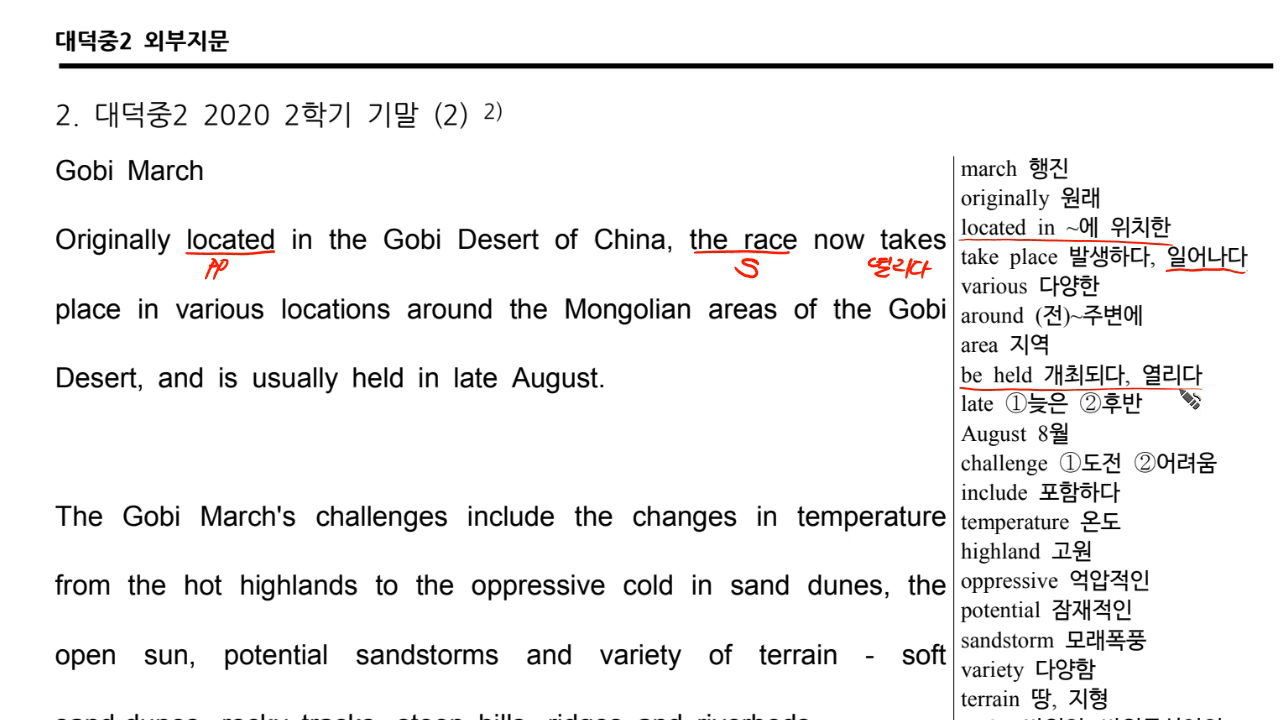 대덕중2 외부지문
2. 대덕중2 2020 2학기 기말 (2) 2)
Gobi March
Originally located in the Gobi Desert of China, the race now takes
PP S 열리다
place in various locations around the Mongolian areas of the Gobi
Desert, and is usually held in late August.
The Gobi March's challenges include the changes in temperature
from the hot highlands to the oppressive cold in sand dunes, the
open sun, potential sandstorms and variety of terrain - soft
sand dunes, rocky tracks, steep hills, ridges and riverbeds.
march 행진
originally 원래
located in ~에 위치한
take place 발생하다, 일어나다
various 다양한
around (전)~주변에
area 지역
be held 개최되다, 열리다
late ①늦은 ②후반
August 8월
challenge ①도전 ②어려움
include 포함하다
temperature 온도
highland 고원
oppressive 억압적인
potential 잠재적인
sandstorm 모래폭풍
variety 다양함
terrain 땅, 지형